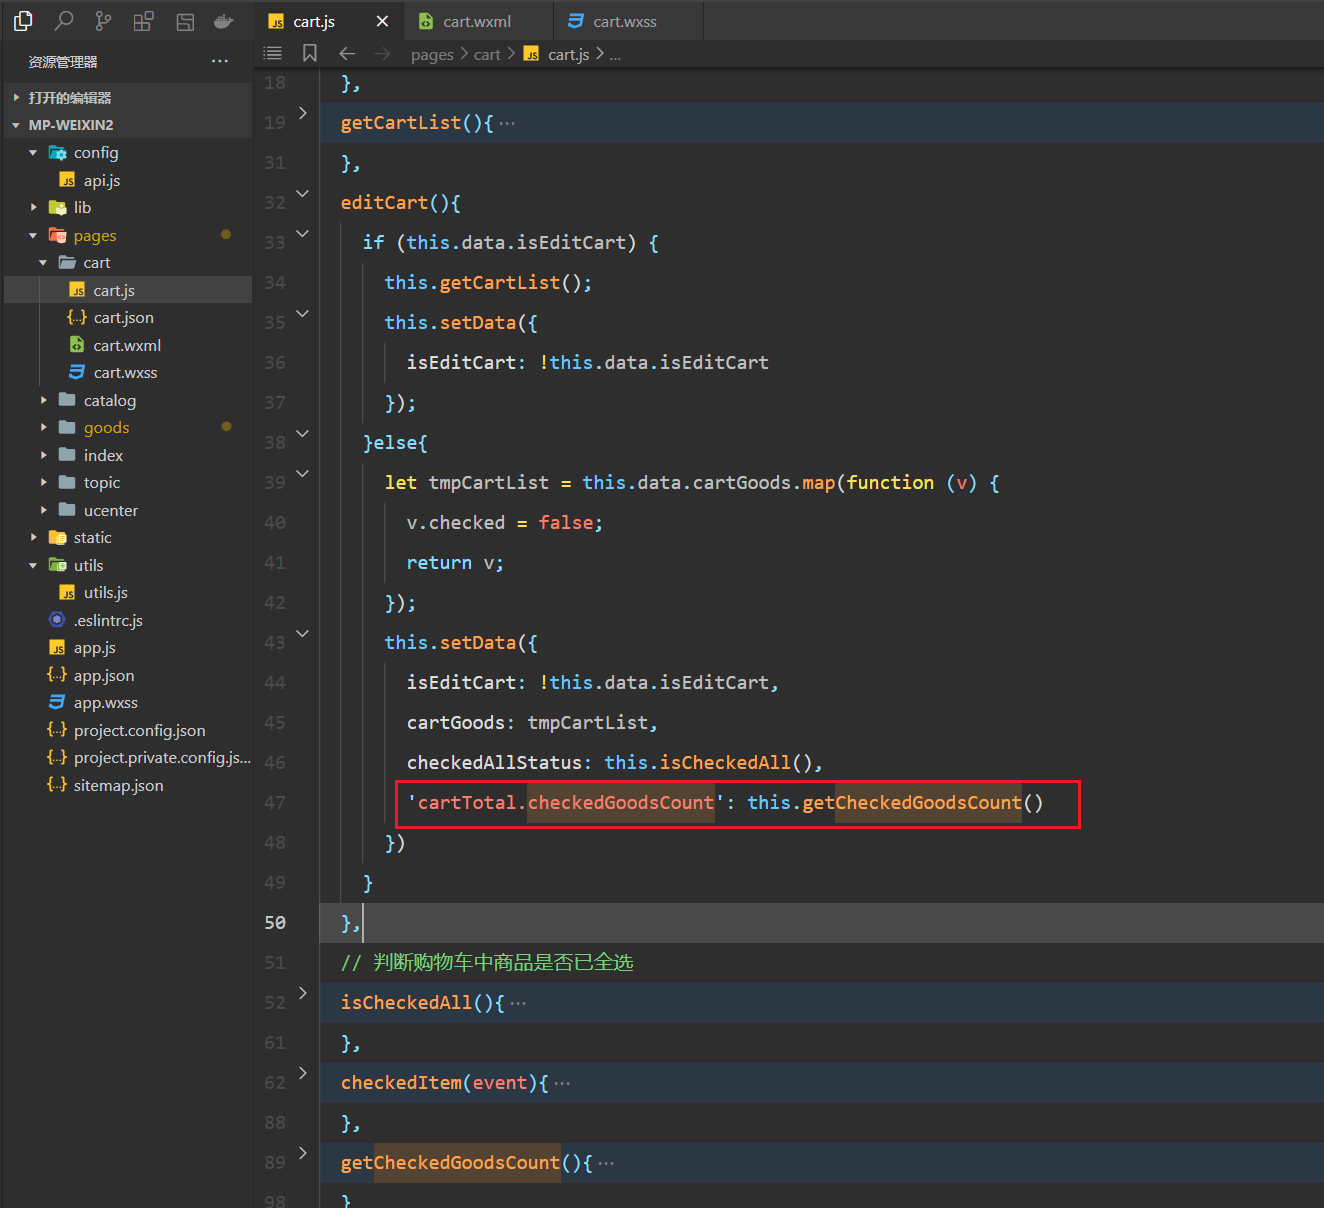 cart.js
cart.wxml
cart.wxss
资源管理器
打开的编辑器
MP-WEIXIN2
config
api.js
lib
pages
cart
cart.js
cart.json
cart.wxml
cart.wxss
catalog
goods
index
topic
ucenter
static
utils
utils.js
.eslintrc.js
app.js
app.json
app.wxss
project.config.json
project.private.config.js...
sitemap.json
pages > cart > cart.js > ...
18 },
19 getCartList(){ ···
31 },
32 editCart(){
33 if (this.data.isEditCart) {
34 this.getCartList();
35 this.setData({
36 isEditCart: !this.data.isEditCart
37 });
38 }else{
39 let tmpCartList = this.data.cartGoods.map(function (v) {
40 v.checked = false;
41 return v;
42 });
43 this.setData({
44 isEditCart: !this.data.isEditCart,
45 cartGoods: tmpCartList,
46 checkedAllStatus: this.isCheckedAll(),
47 'cartTotal.checkedGoodsCount': this.getCheckedGoodsCount()
48 })
49 }
50 },
51 // 判断购物车中商品是否已全选
52 isCheckedAll(){ ···
61 },
62 checkedItem(event){ ···
88 },
89 getCheckedGoodsCount(){ ···
98 }